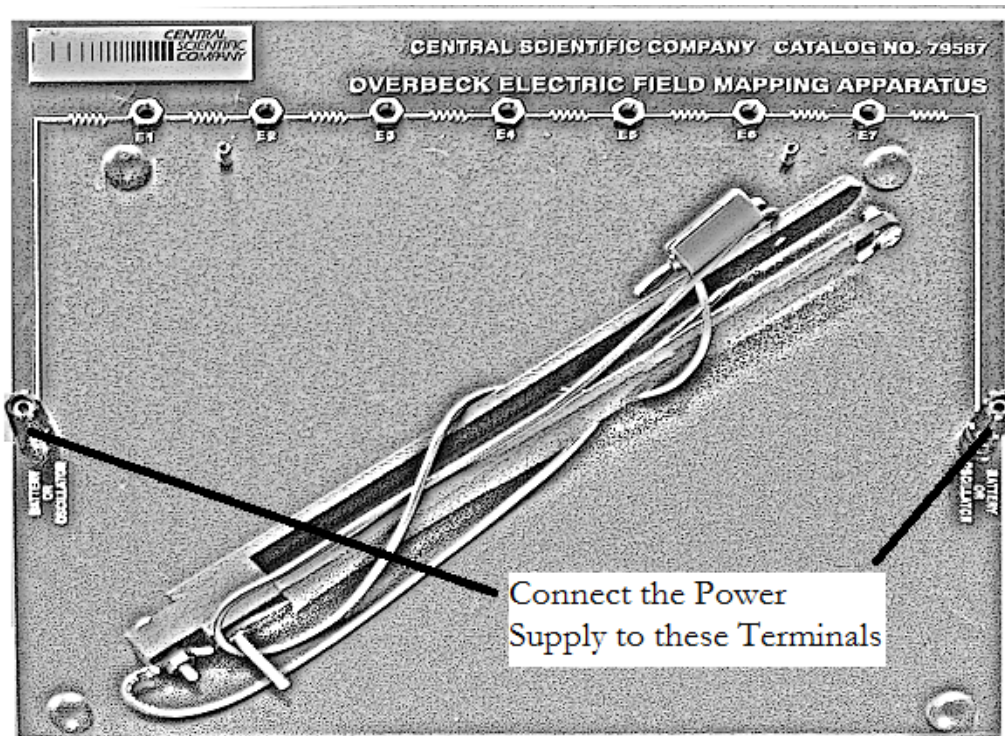 CENTRAL
SCIENTIFIC
COMPANY
CENTRAL SCIENTIFIC COMPANY CATALOG NO. 79587
OVERBECK ELECTRIC FIELD MAPPING APPARATUS
E1 E2 E3 E4 E5 E6 E7
BATTERY
OR
OSCILLATOR
BATTERY
OR
OSCILLATOR
Connect the Power
Supply to these Terminals